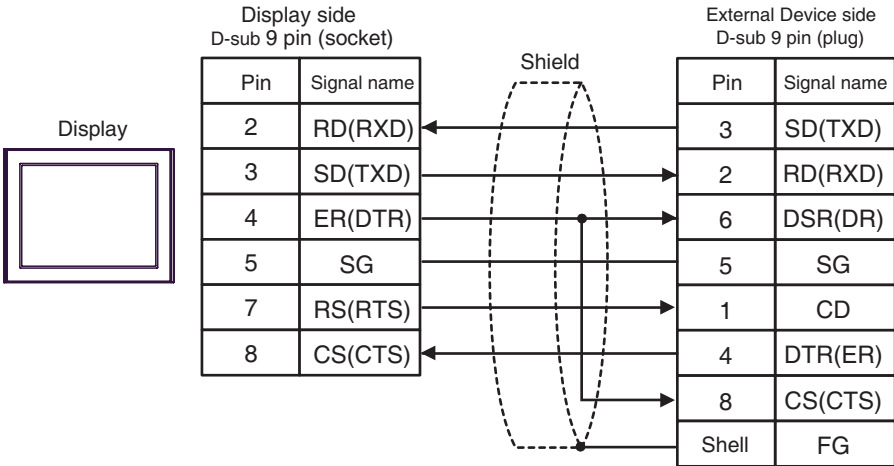 Display side
D-sub 9 pin (socket)
External Device side
D-sub 9 pin (plug)
Shield
Display
Pin Signal name
2 RD(RXD)
3 SD(TXD)
4 ER(DTR)
5 SG
7 RS(RTS)
8 CS(CTS)
Pin Signal name
3 SD(TXD)
2 RD(RXD)
6 DSR(DR)
5 SG
1 CD
4 DTR(ER)
8 CS(CTS)
Shell FG